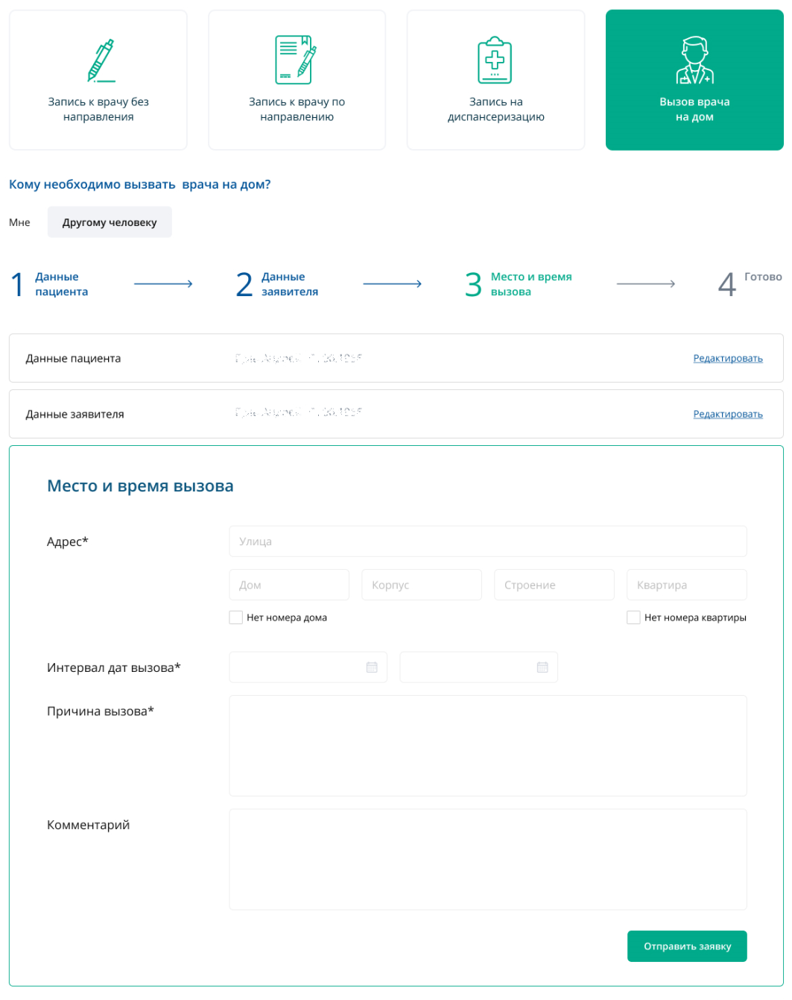 Запись к врачу без
направления
Запись к врачу по
направлению
Запись на
диспансеризацию
Вызов врача
на дом
Кому необходимо вызвать врача на дом?
Мне
Другому человеку
1 Данные
пациента
2 Данные
заявителя
3 Место и время
вызова
4 Готово
Данные пациента
Редактировать
Данные заявителя
Редактировать
Место и время вызова
Адрес*
Улица
Дом
Корпус
Строение
Квартира
Нет номера дома
Нет номера квартиры
Интервал дат вызова*
Причина вызова*
Комментарий
Отправить заявку